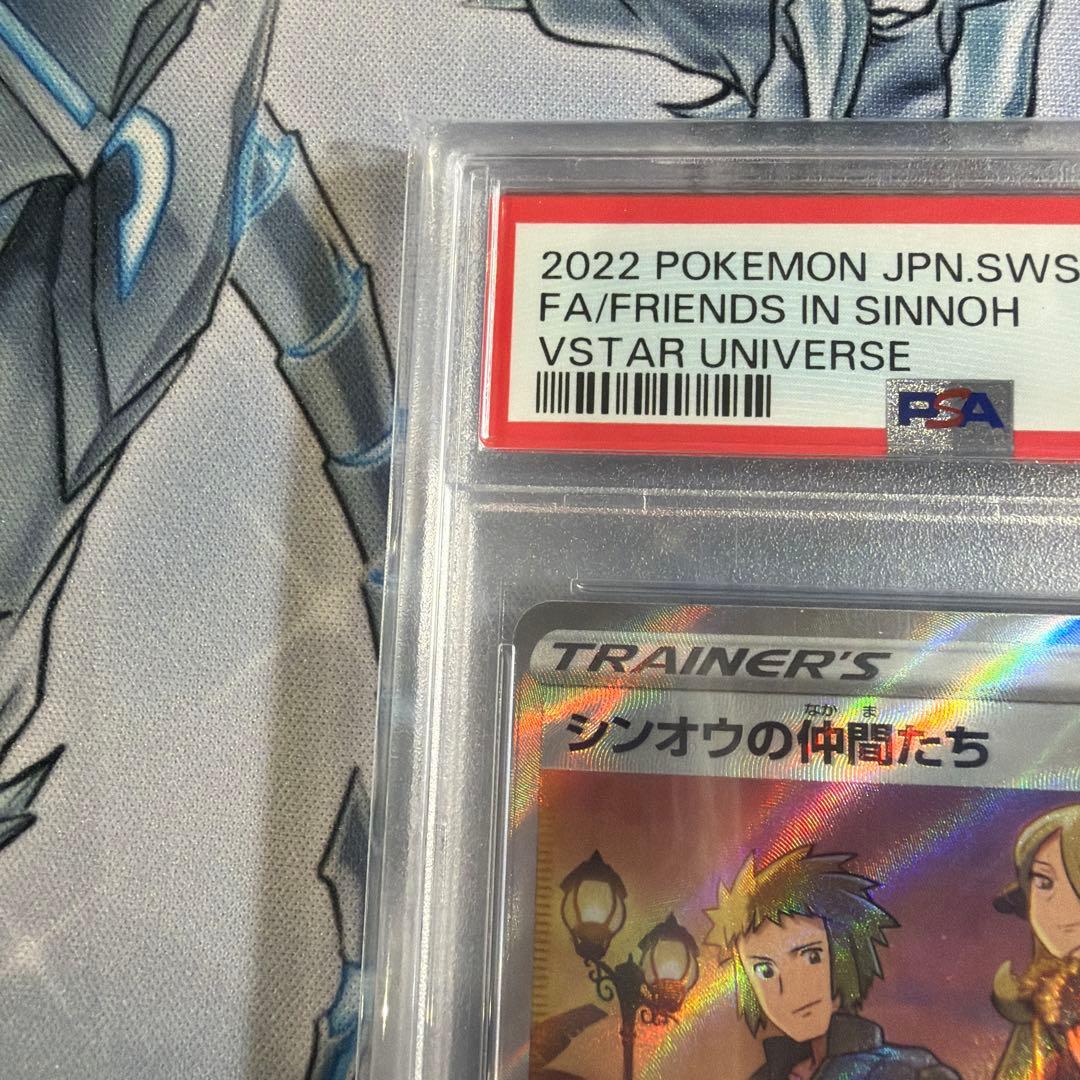 2022 POKEMON JPN.SWS
FA/FRIENDS IN SINNOH
VSTAR UNIVERSE
PSA
TRAINER'S
なかま
シンオウの仲間たち